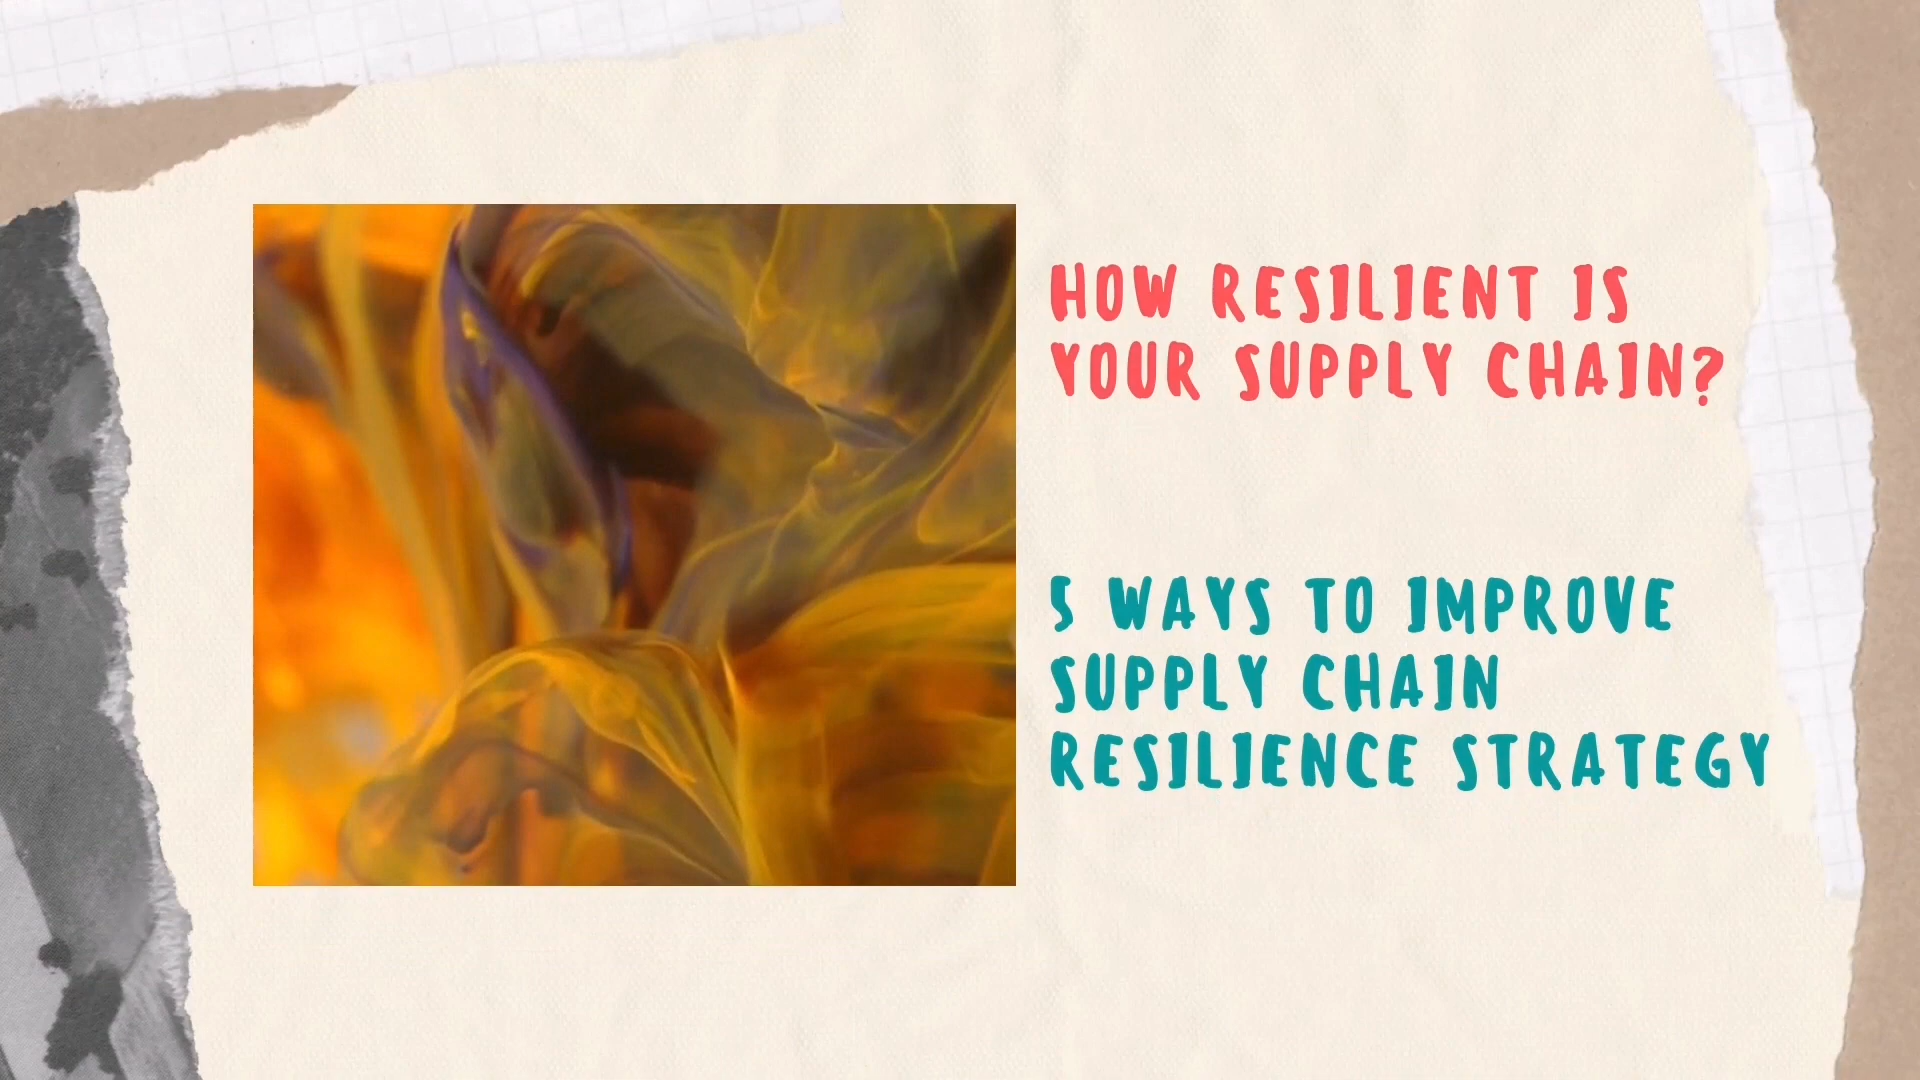 HOW RESILIENT IS
YOUR SUPPLY CHAIN?
5 WAYS TO IMPROVE
SUPPLY CHAIN
RESILIENCE STRATEGY